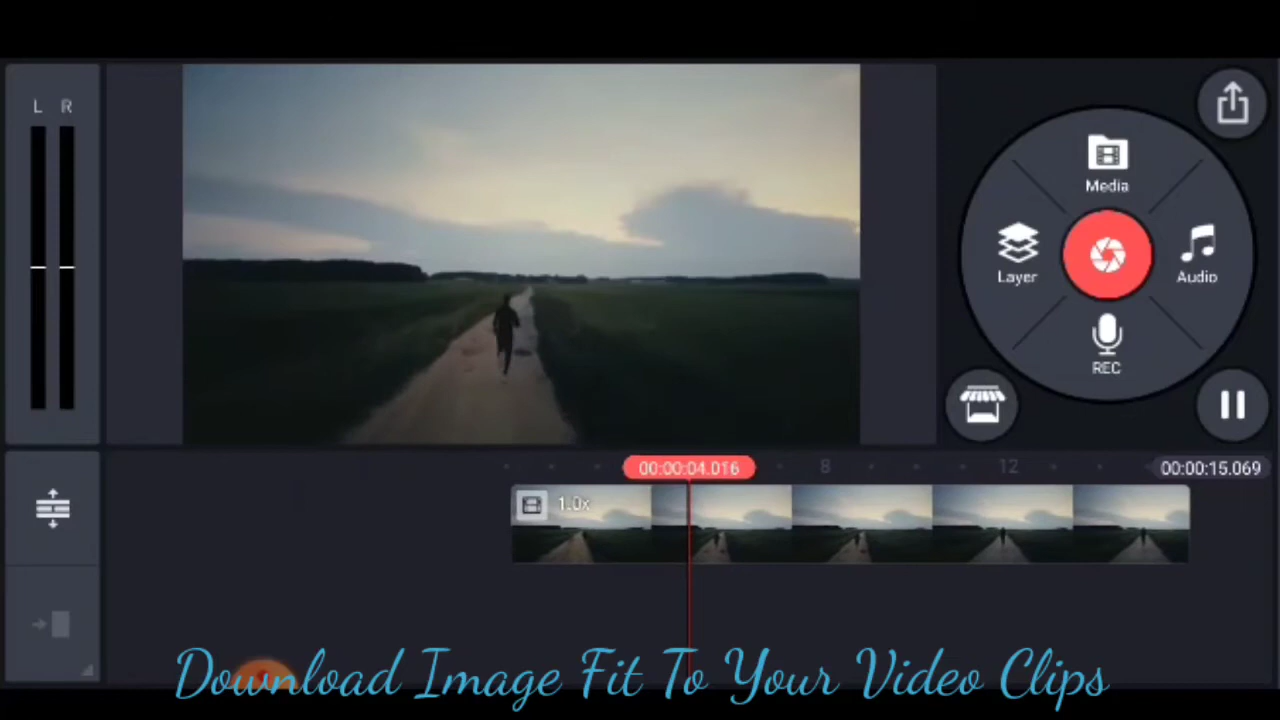 L R
Media
Layer
Audio
REC
00:00:04.016
8
12
00:00:15.069
1.0x
Download Image Fit To Your Video Clips